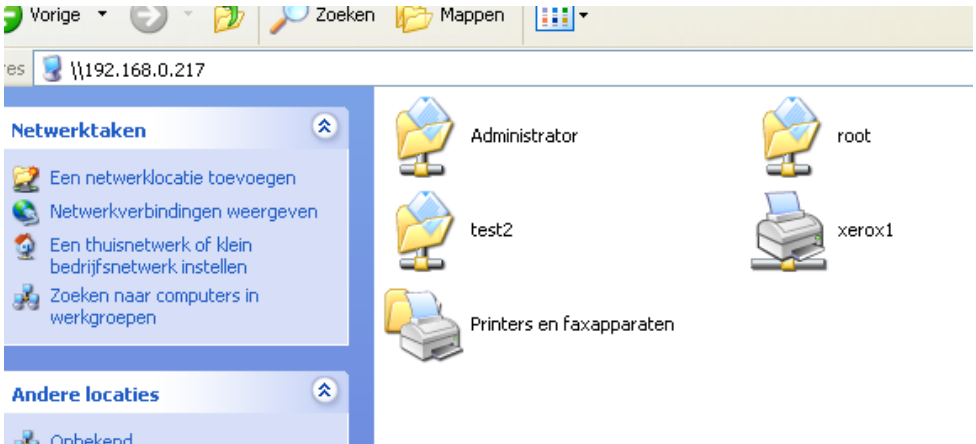 Vorige Zoeken Mappen
res \\192.168.0.217
Netwerktaken
Een netwerklocatie toevoegen
Netwerkverbindingen weergeven
Een thuisnetwerk of klein
bedrijfsnetwerk instellen
Zoeken naar computers in
werkgroepen
Andere locaties
Onbekend
Administrator
root
test2
xerox1
Printers en faxapparaten